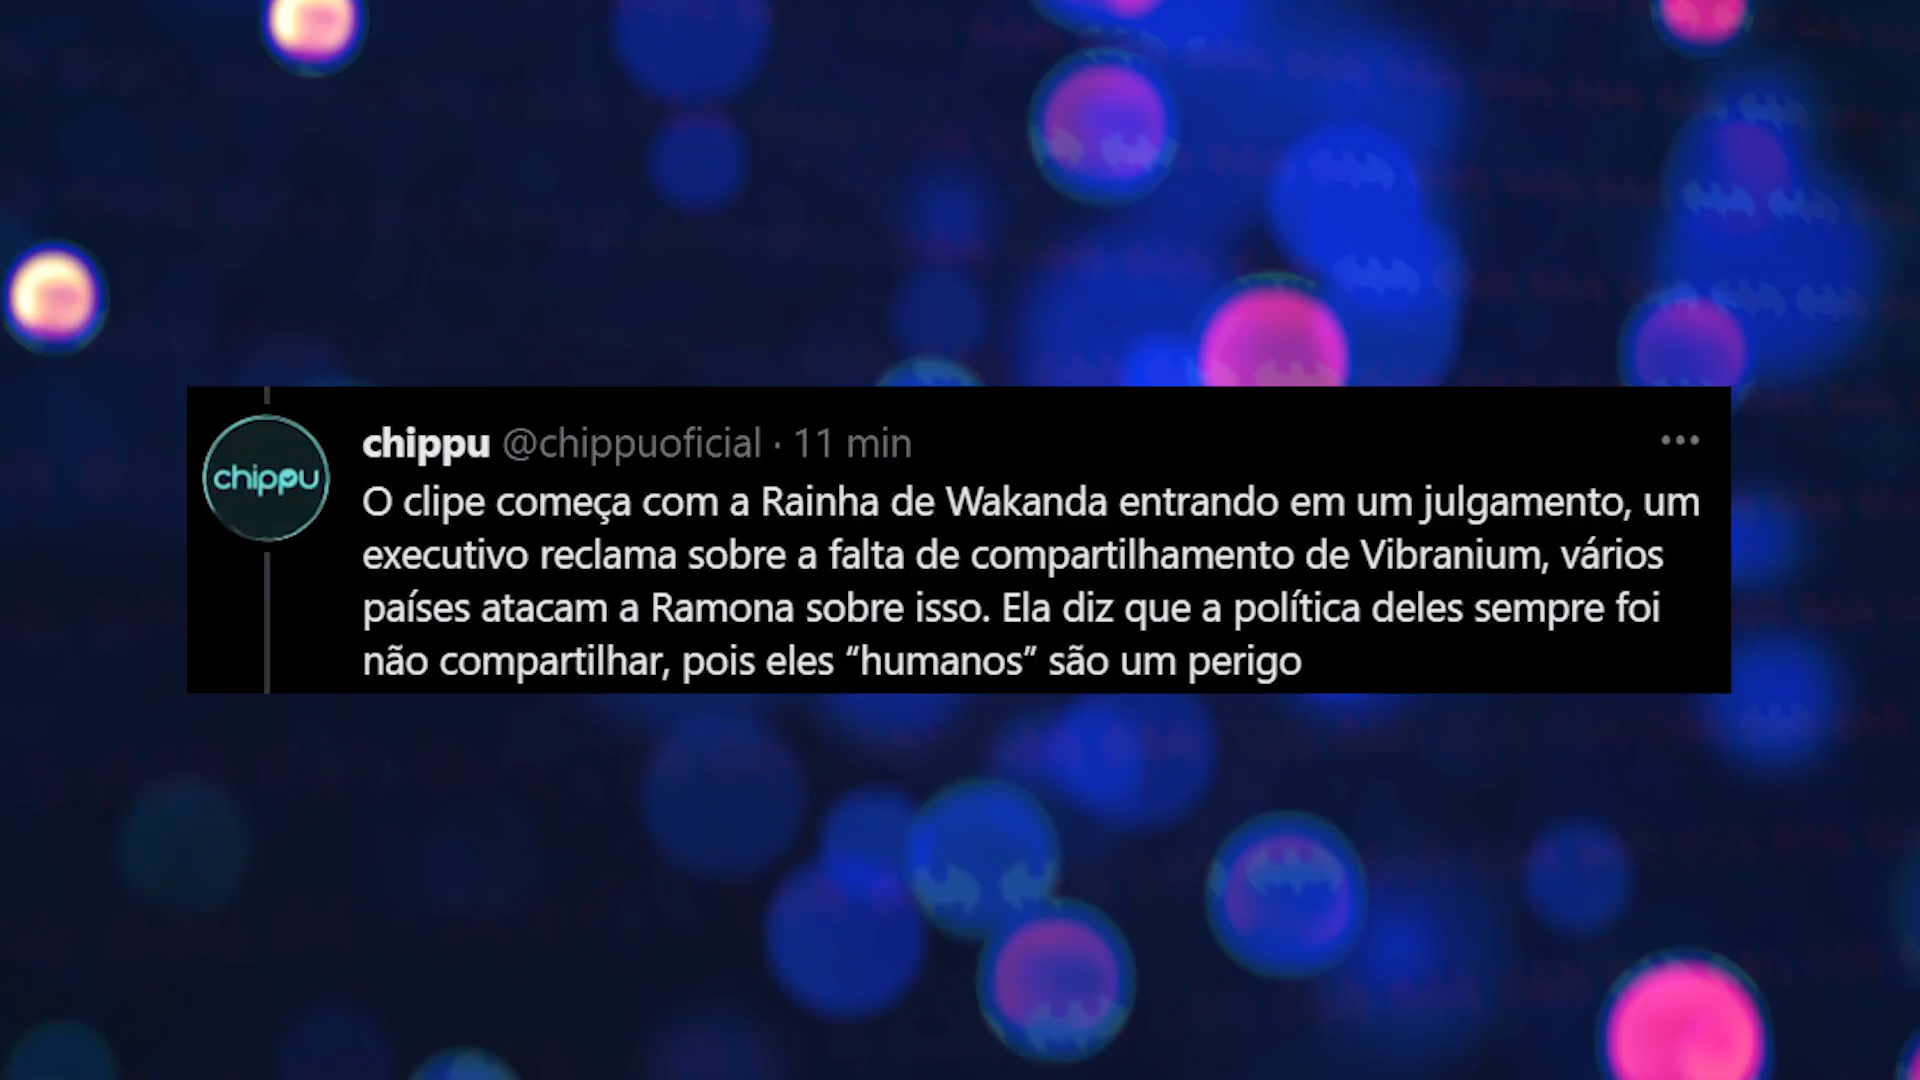 chippu
chippu @chippuoficial · 11 min
O clipe começa com a Rainha de Wakanda entrando em um julgamento, um
executivo reclama sobre a falta de compartilhamento de Vibranium, vários
países atacam a Ramona sobre isso. Ela diz que a política deles sempre foi
não compartilhar, pois eles “humanos” são um perigo